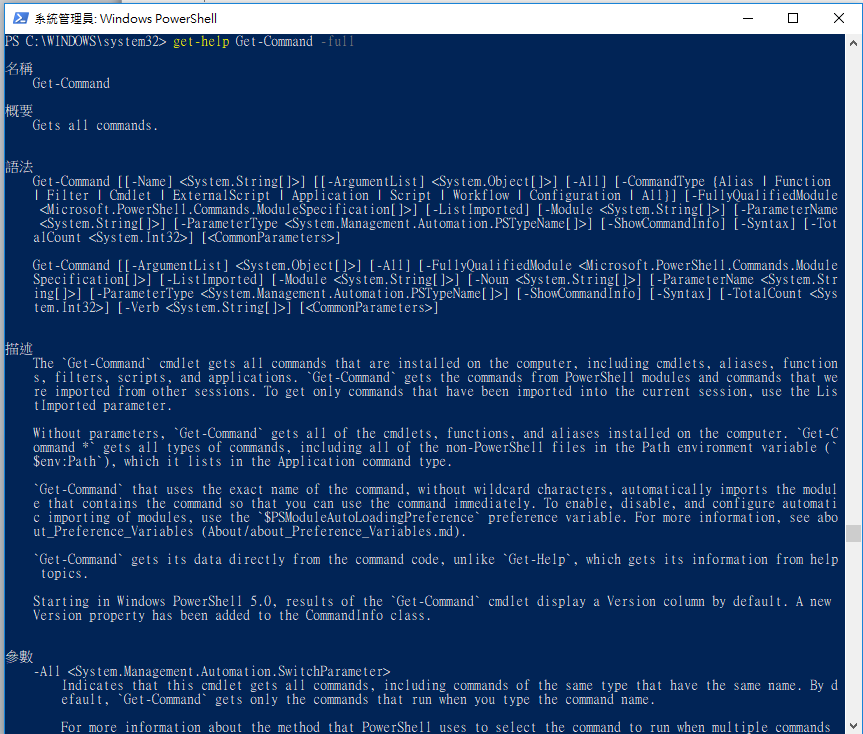 系統管理員: Windows PowerShell
PS C:\WINDOWS\system32> get-help Get-Command -full
名稱
Get-Command
概要
Gets all commands.
語法
Get-Command [[-Name] <System.String[]>] [[-ArgumentList] <System.Object[]>] [-All] [-CommandType {Alias | Function
| Filter | Cmdlet | ExternalScript | Application | Script | Workflow | Configuration | All}] [-FullyQualifiedModule
<Microsoft.PowerShell.Commands.ModuleSpecification[]>] [-ListImported] [-Module <System.String[]>] [-ParameterName
<System.String[]>] [-ParameterType <System.Management.Automation.PSTypeName[]>] [-ShowCommandInfo] [-Syntax] [-Tot
alCount <System.Int32>] [<CommonParameters>]
Get-Command [[-ArgumentList] <System.Object[]>] [-All] [-FullyQualifiedModule <Microsoft.PowerShell.Commands.Module
Specification[]>] [-ListImported] [-Module <System.String[]>] [-Noun <System.String[]>] [-ParameterName <System.Str
ing[]>] [-ParameterType <System.Management.Automation.PSTypeName[]>] [-ShowCommandInfo] [-Syntax] [-TotalCount <Sys
tem.Int32>] [-Verb <System.String[]>] [<CommonParameters>]
描述
The `Get-Command` cmdlet gets all commands that are installed on the computer, including cmdlets, aliases, function
s, filters, scripts, and applications. `Get-Command` gets the commands from PowerShell modules and commands that we
re imported from other sessions. To get only commands that have been imported into the current session, use the Lis
tImported parameter.
Without parameters, `Get-Command` gets all of the cmdlets, functions, and aliases installed on the computer. `Get-C
ommand *` gets all types of commands, including all of the non-PowerShell files in the Path environment variable (`
$env:Path`), which it lists in the Application command type.
`Get-Command` that uses the exact name of the command, without wildcard characters, automatically imports the modul
e that contains the command so that you can use the command immediately. To enable, disable, and configure automati
c importing of modules, use the `$PSModuleAutoLoadingPreference` preference variable. For more information, see abo
ut_Preference_Variables (About/about_Preference_Variables.md).
`Get-Command` gets its data directly from the command code, unlike `Get-Help`, which gets its information from help
topics.
Starting in Windows PowerShell 5.0, results of the `Get-Command` cmdlet display a Version column by default. A new
Version property has been added to the CommandInfo class.
參數
-All <System.Management.Automation.SwitchParameter>
Indicates that this cmdlet gets all commands, including commands of the same type that have the same name. By d
efault, `Get-Command` gets only the commands that run when you type the command name.
For more information about the method that PowerShell uses to select the command to run when multiple commands